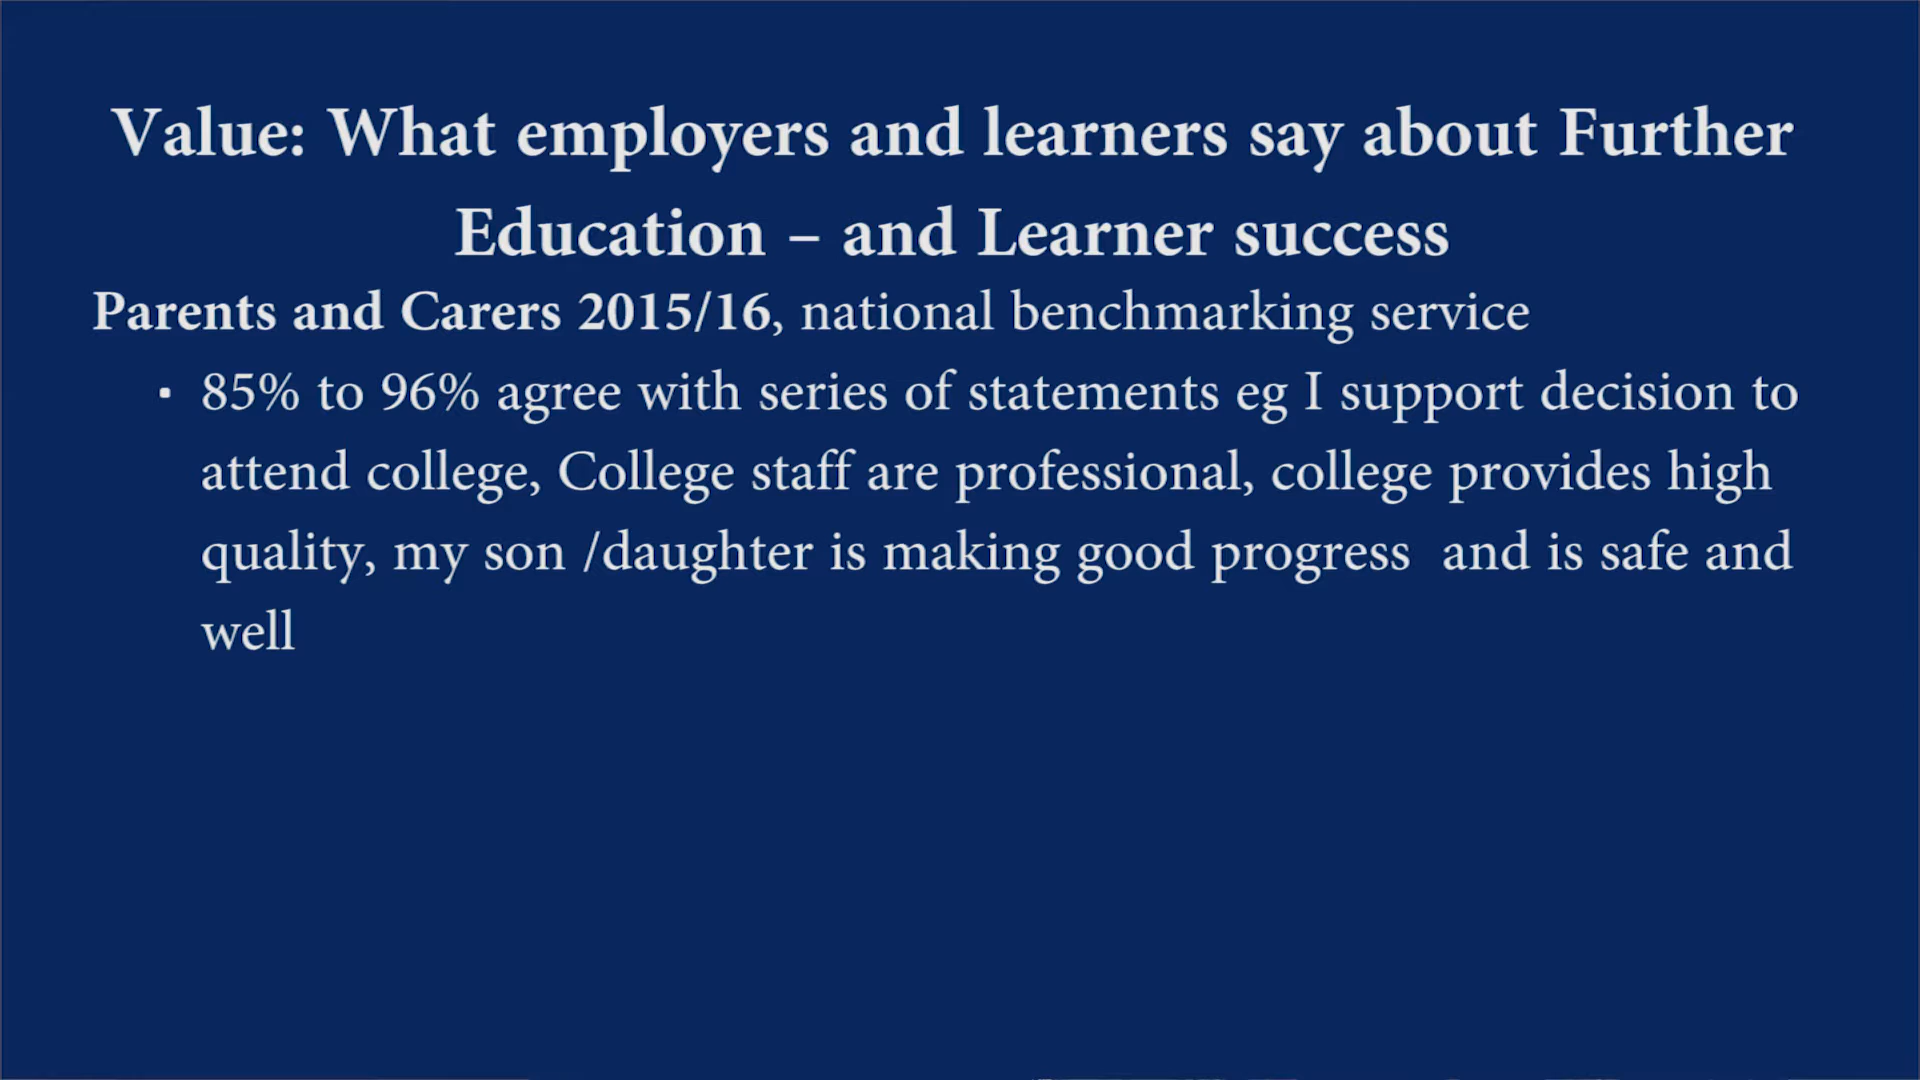 Value: What employers and learners say about Further
Education – and Learner success
Parents and Carers 2015/16, national benchmarking service
▪ 85% to 96% agree with series of statements eg I support decision to
attend college, College staff are professional, college provides high
quality, my son /daughter is making good progress  and is safe and
well